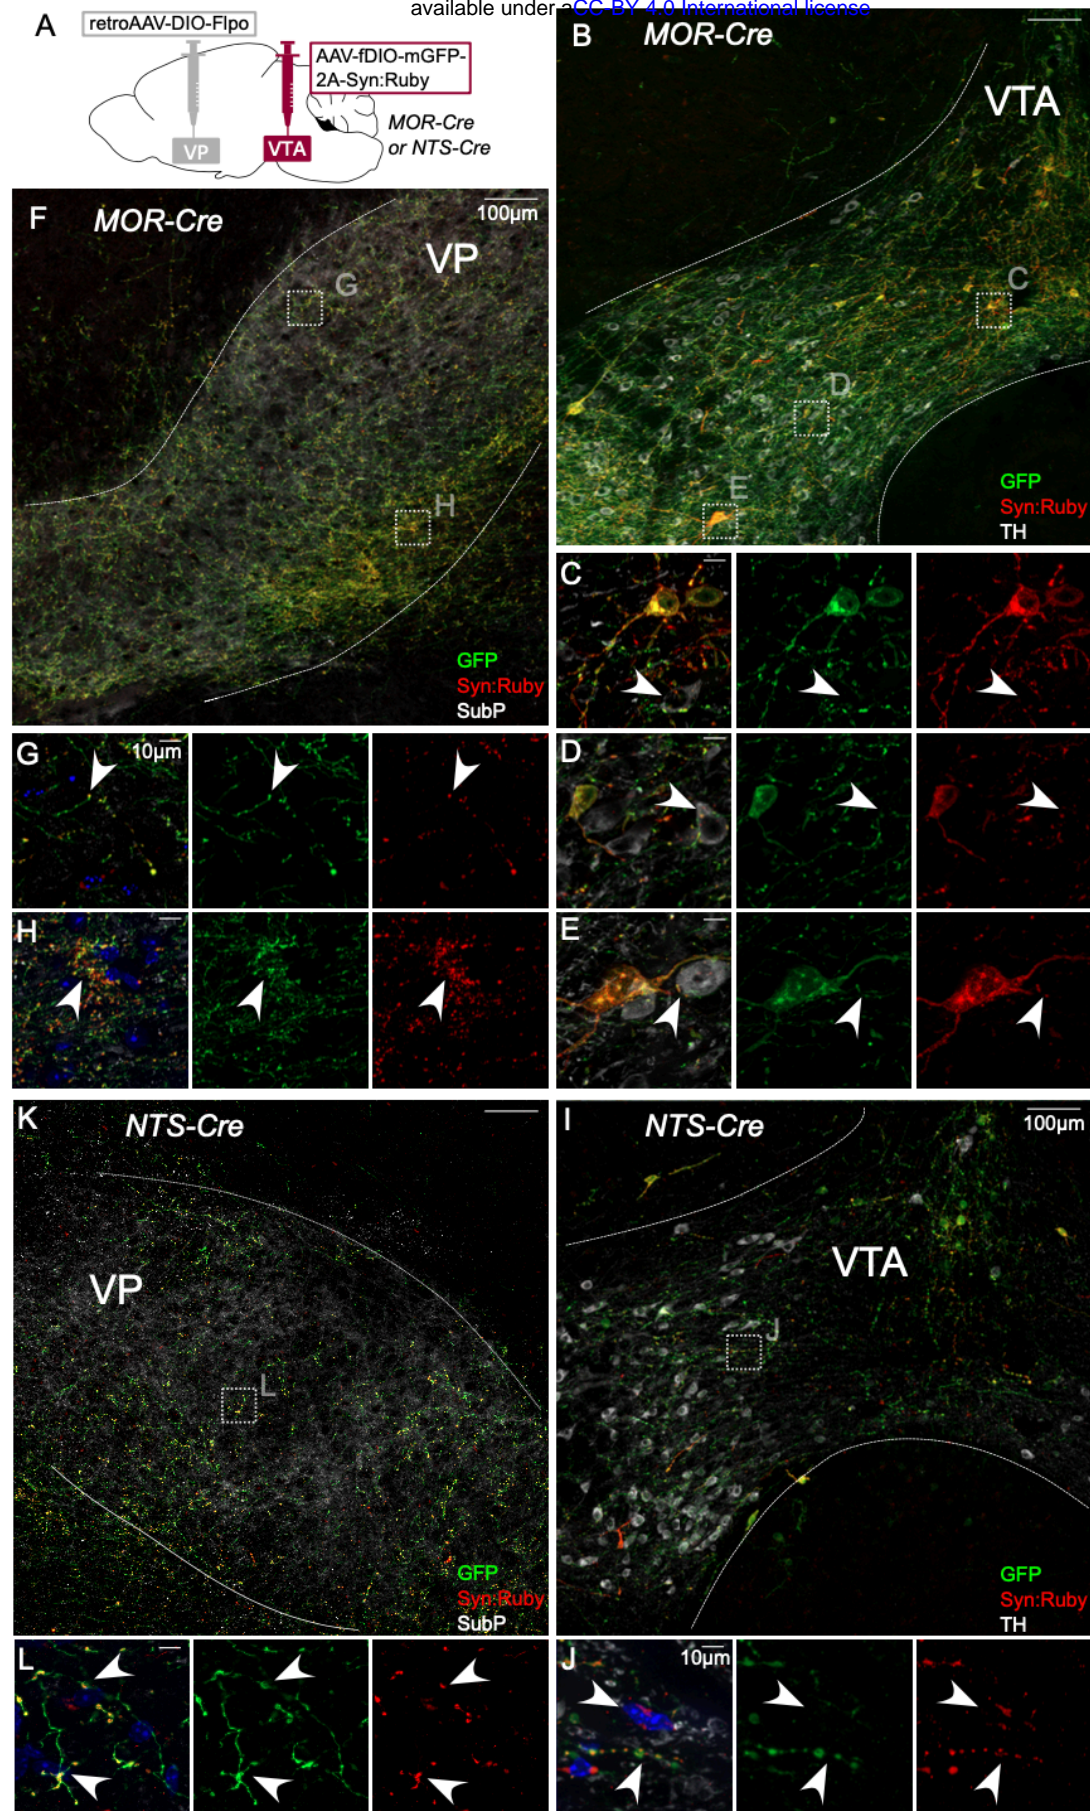 available under aCC-BY 4.0 International license
A
retroAAV-DIO-Flpo
AAV-fDIO-mGFP-
2A-Syn:Ruby
MOR-Cre
or NTS-Cre
VP
VTA
B
MOR-Cre
VTA
C
D
E
GFP
Syn:Ruby
TH
F
MOR-Cre
100µm
VP
G
H
GFP
Syn:Ruby
SubP
C
G
10µm
D
H
E
K
NTS-Cre
VP
L
GFP
Syn:Ruby
SubP
I
NTS-Cre
100µm
VTA
J
GFP
Syn:Ruby
TH
L
J
10µm